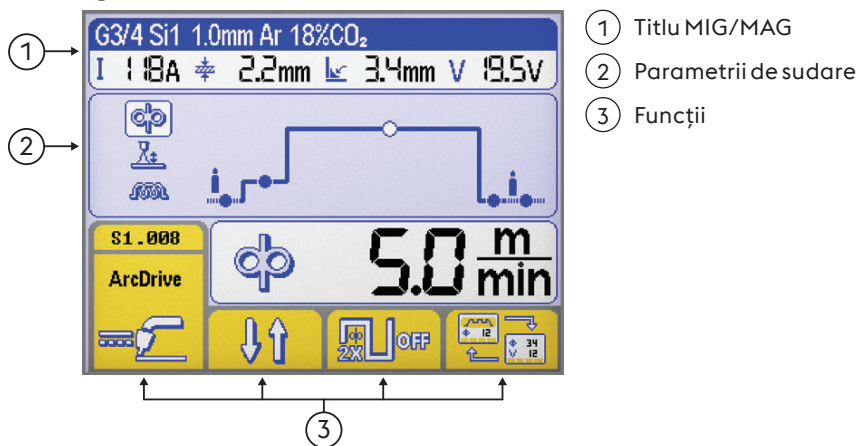 G3/4 Si1 1.0mm Ar 18%CO₂
I 118A 2.2mm 3.4mm V 19.5V
1 Titlu MIG/MAG
2 Parametrii de sudare
3 Funcții
1
2
S1.008
ArcDrive
5.0 m/min
2X OFF
12
34
V 12
3